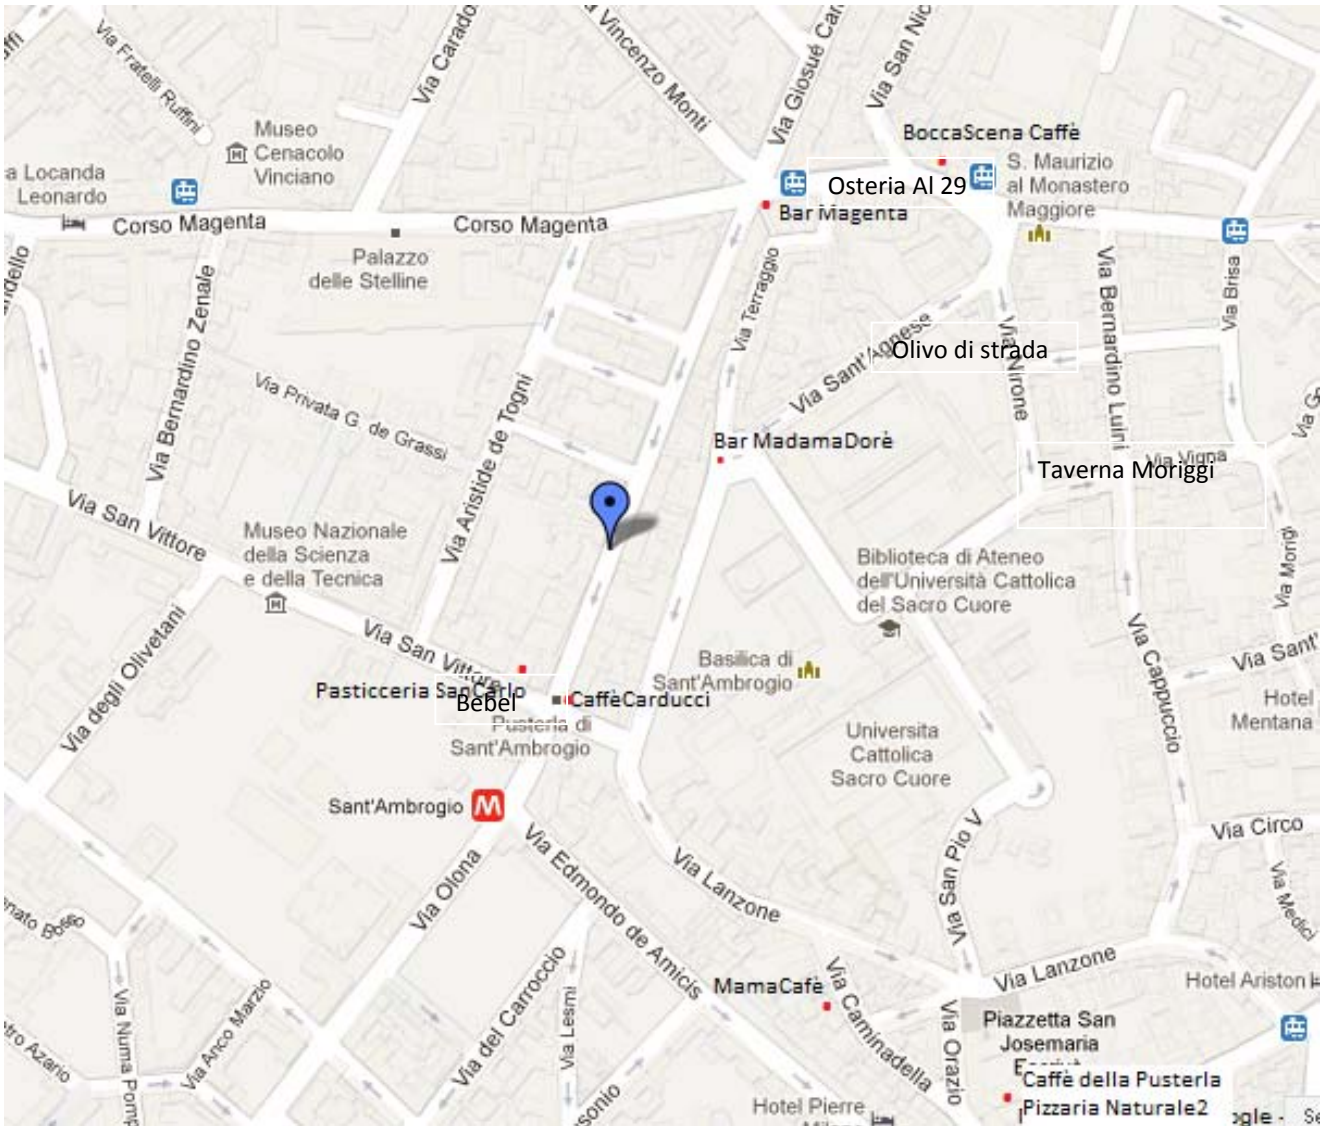 Via Fratelli Ruffini
Via Carado
Via Vincenzo Monti
Via Giosuè Car
Via San Nic
BoccaScena Caffè
Museo
Cenacolo
Vinciano
a Locanda
Leonardo
S. Maurizio
al Monastero
Maggiore
Osteria Al 29
Bar Magenta
Corso Magenta
Corso Magenta
Palazzo
delle Stelline
Via Bernardino Zenale
Via Terraggio
Via Brisa
Via Bernardino Luini
Via Nirone
Via Sant'Agnese
Olivo di strada
Via Privata G. de Grassi
Via Aristide de Togni
Bar MadamaDorè
Via Vigna
Taverna Moriggi
Via San Vittore
Museo Nazionale
della Scienza
e della Tecnica
Biblioteca di Ateneo
dell'Università Cattolica
del Sacro Cuore
Via Morigi
Via degli Olivetani
Via San Vittore
Basilica di
Sant'Ambrogio
Via Cappuccio
Via Sant'
Hotel
Mentana
Pasticceria SanCarlo
Bebel
CaffèCarducci
Pusterla di
Sant'Ambrogio
Universita
Cattolica
Sacro Cuore
Sant'Ambrogio
M
Via Edmondo de Amicis
Via Olona
Via Lanzone
Via San Pio V
Via Circo
Via Medici
Via Lanzone
Hotel Ariston
MamaCafè
Via Caminadella
Via Orazio
Piazzetta San
Josemaria
Caffè della Pusterla
Pizzaria Naturale2
Via del Carroccio
Via Lesmi
Via Anco Marzio
Via Numa Pomp
tro Azario
sonio
Hotel Pierre
ogle -
Se